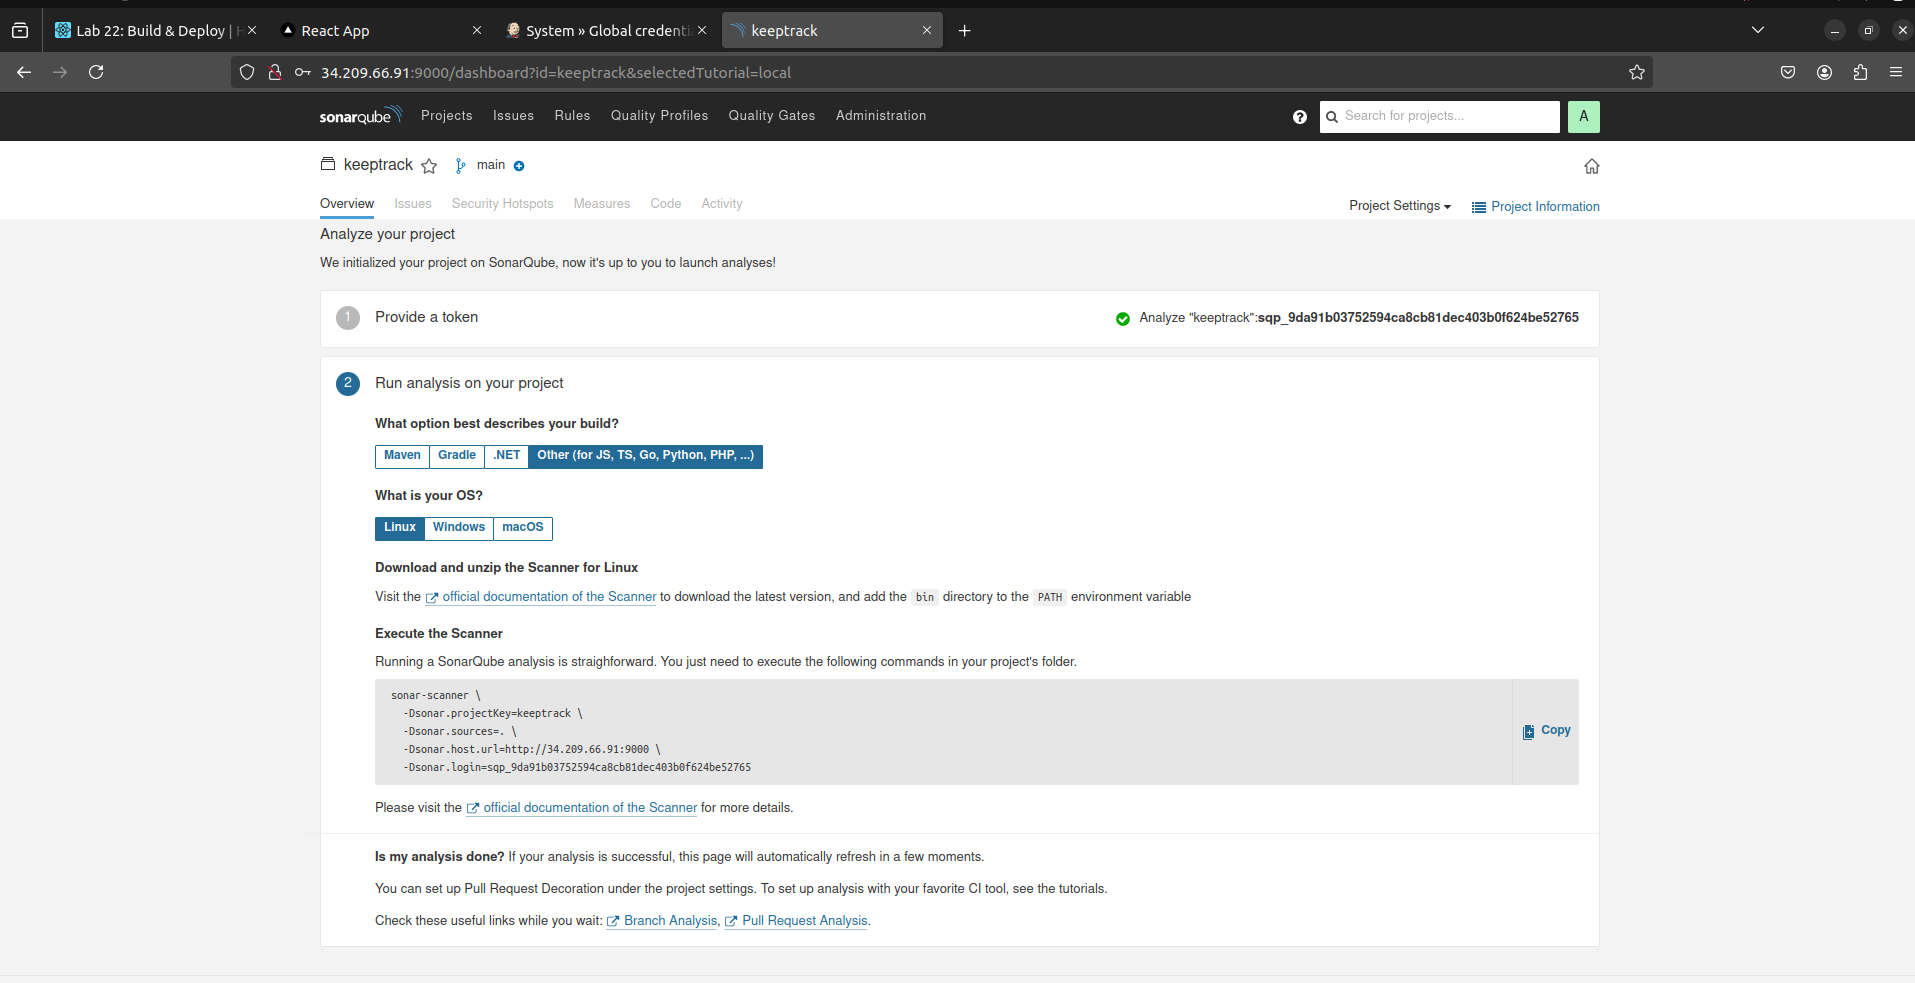 Lab 22: Build & Deploy |
React App
System » Global credenti
keeptrack
34.209.66.91:9000/dashboard?id=keeptrack&selectedTutorial=local
sonarqube
Projects
Issues
Rules
Quality Profiles
Quality Gates
Administration
Search for projects...
A
keeptrack
main
Overview
Issues
Security Hotspots
Measures
Code
Activity
Project Settings
Project Information
Analyze your project
We initialized your project on SonarQube, now it's up to you to launch analyses!
1
Provide a token
Analyze "keeptrack":sqp_9da91b03752594ca8cb81dec403b0f624be52765
2
Run analysis on your project
What option best describes your build?
Maven
Gradle
.NET
Other (for JS, TS, Go, Python, PHP, ...)
What is your OS?
Linux
Windows
macOS
Download and unzip the Scanner for Linux
Visit the official documentation of the Scanner to download the latest version, and add the bin directory to the PATH environment variable
Execute the Scanner
Running a SonarQube analysis is straighforward. You just need to execute the following commands in your project's folder.
sonar-scanner \
-Dsonar.projectKey=keeptrack \
-Dsonar.sources=. \
-Dsonar.host.url=http://34.209.66.91:9000 \
-Dsonar.login=sqp_9da91b03752594ca8cb81dec403b0f624be52765
Copy
Please visit the official documentation of the Scanner for more details.
Is my analysis done? If your analysis is successful, this page will automatically refresh in a few moments.
You can set up Pull Request Decoration under the project settings. To set up analysis with your favorite CI tool, see the tutorials.
Check these useful links while you wait: Branch Analysis, Pull Request Analysis.